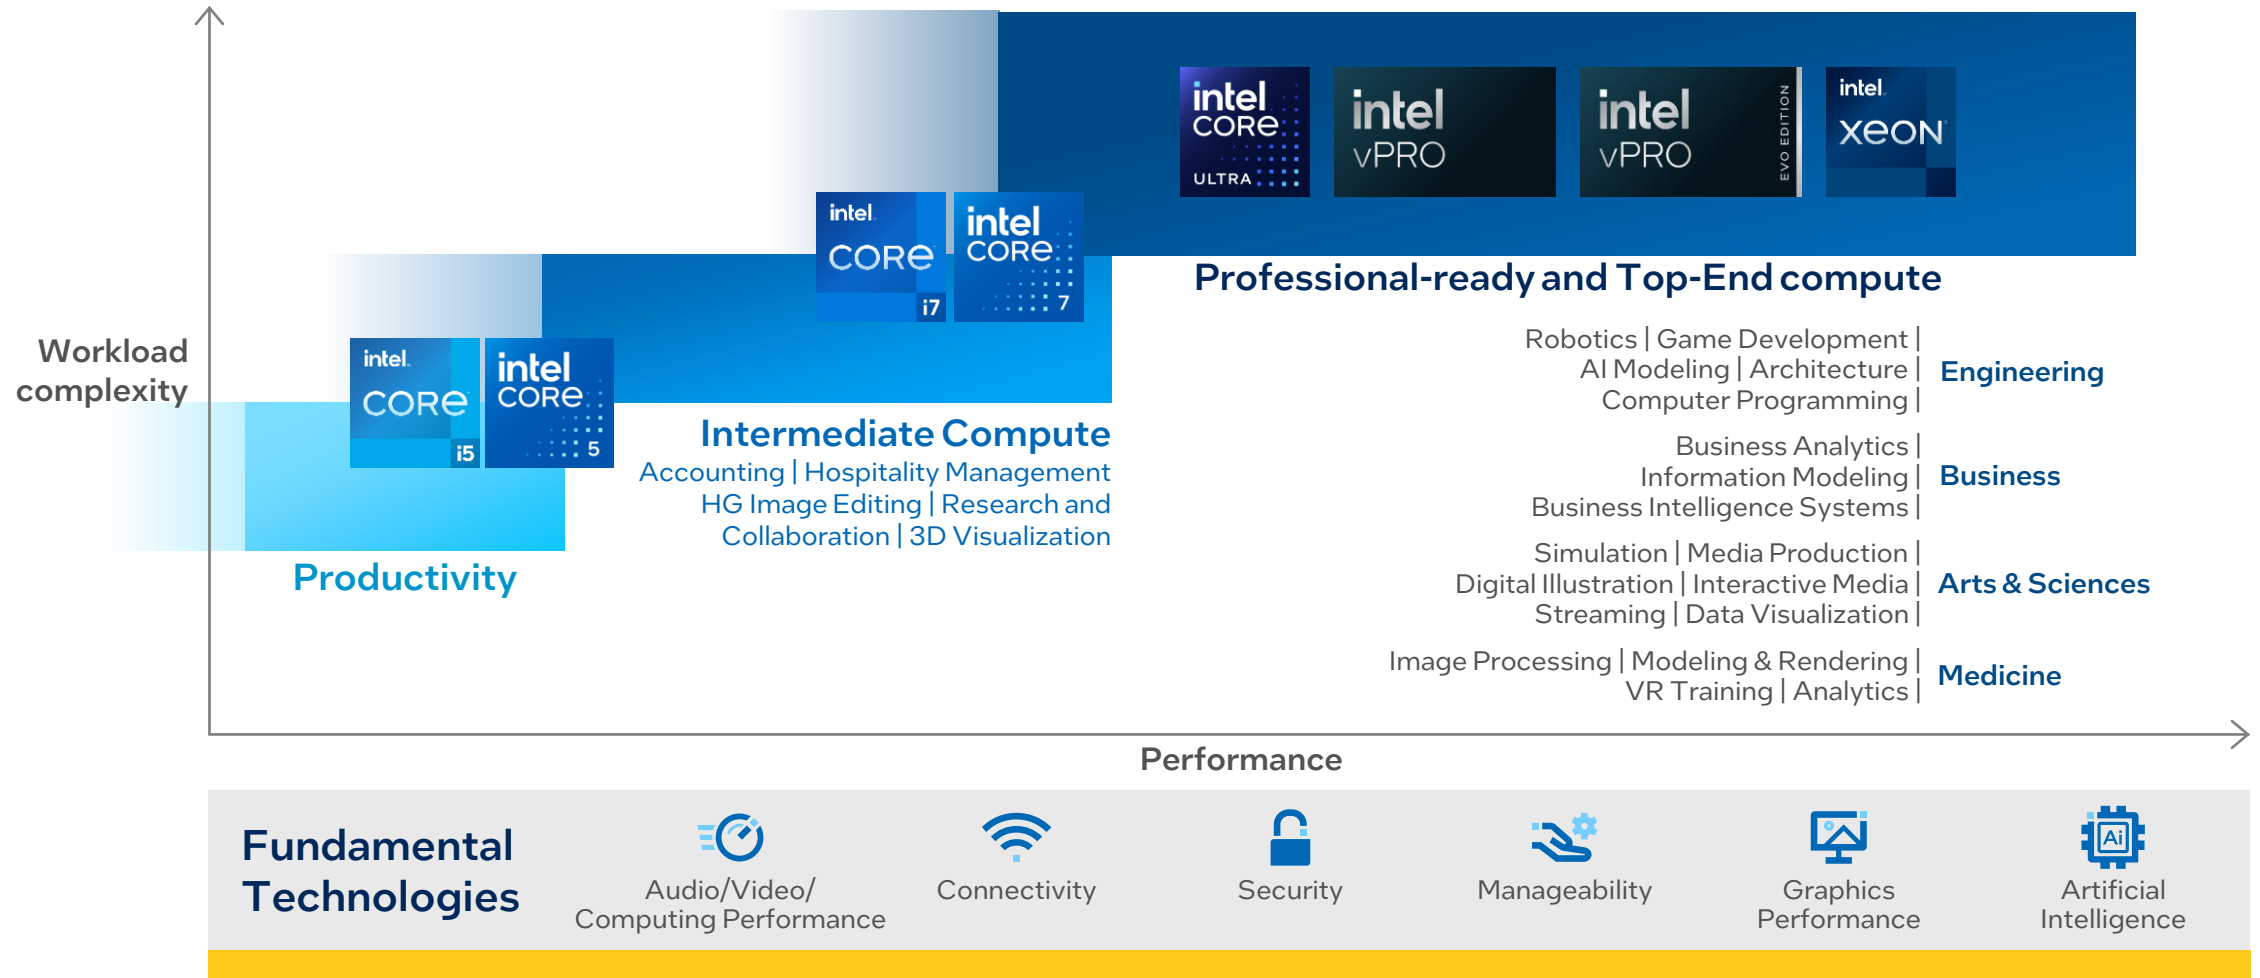 Workload
complexity
intel
CORE
i5
intel
CORE
5
Productivity
intel
CORE
i7
intel
CORE
7
Intermediate Compute
Accounting | Hospitality Management
HG Image Editing | Research and
Collaboration | 3D Visualization
intel
CORE
ULTRA
intel
vPRO
intel
vPRO
EVO EDITION
intel
xeon
Professional-ready and Top-End compute
Robotics | Game Development |
AI Modeling | Architecture |
Computer Programming |
Engineering
Business Analytics |
Information Modeling |
Business Intelligence Systems |
Business
Simulation | Media Production |
Digital Illustration | Interactive Media |
Streaming | Data Visualization |
Arts & Sciences
Image Processing | Modeling & Rendering |
VR Training | Analytics |
Medicine
Performance
Fundamental
Technologies
Audio/Video/
Computing Performance
Connectivity
Security
Manageability
Graphics
Performance
Ai
Artificial
Intelligence